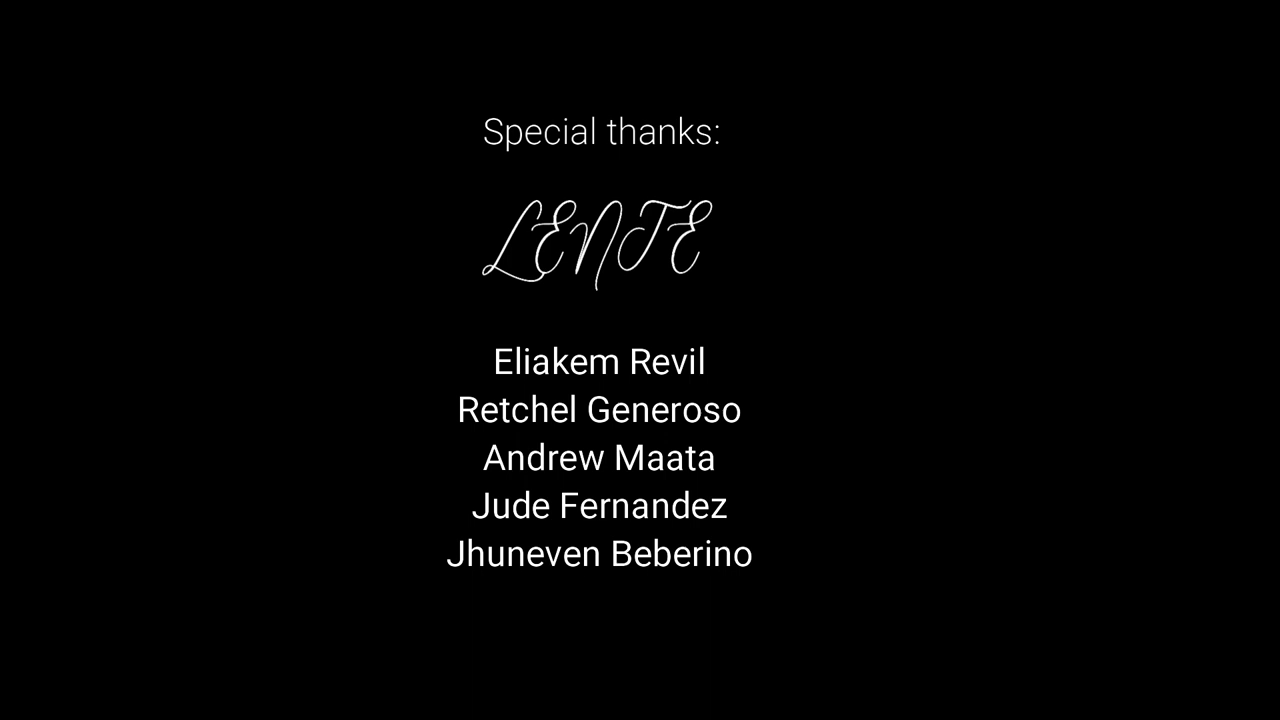 Special thanks:
LENTE
Eliakem Revil
Retchel Generoso
Andrew Maata
Jude Fernandez
Jhuneven Beberino